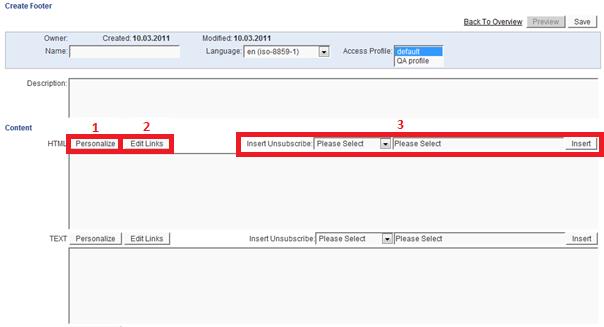 Create Footer
Back To Overview Preview Save
Owner: Created: 10.03.2011 Modified: 10.03.2011
Name: Language: en (iso-8859-1) Access Profile: default
QA profile
Description:
Content
1 2 3
HTML Personalize Edit Links Insert Unsubscribe: Please Select Please Select Insert
TEXT Personalize Edit Links Insert Unsubscribe: Please Select Please Select Insert